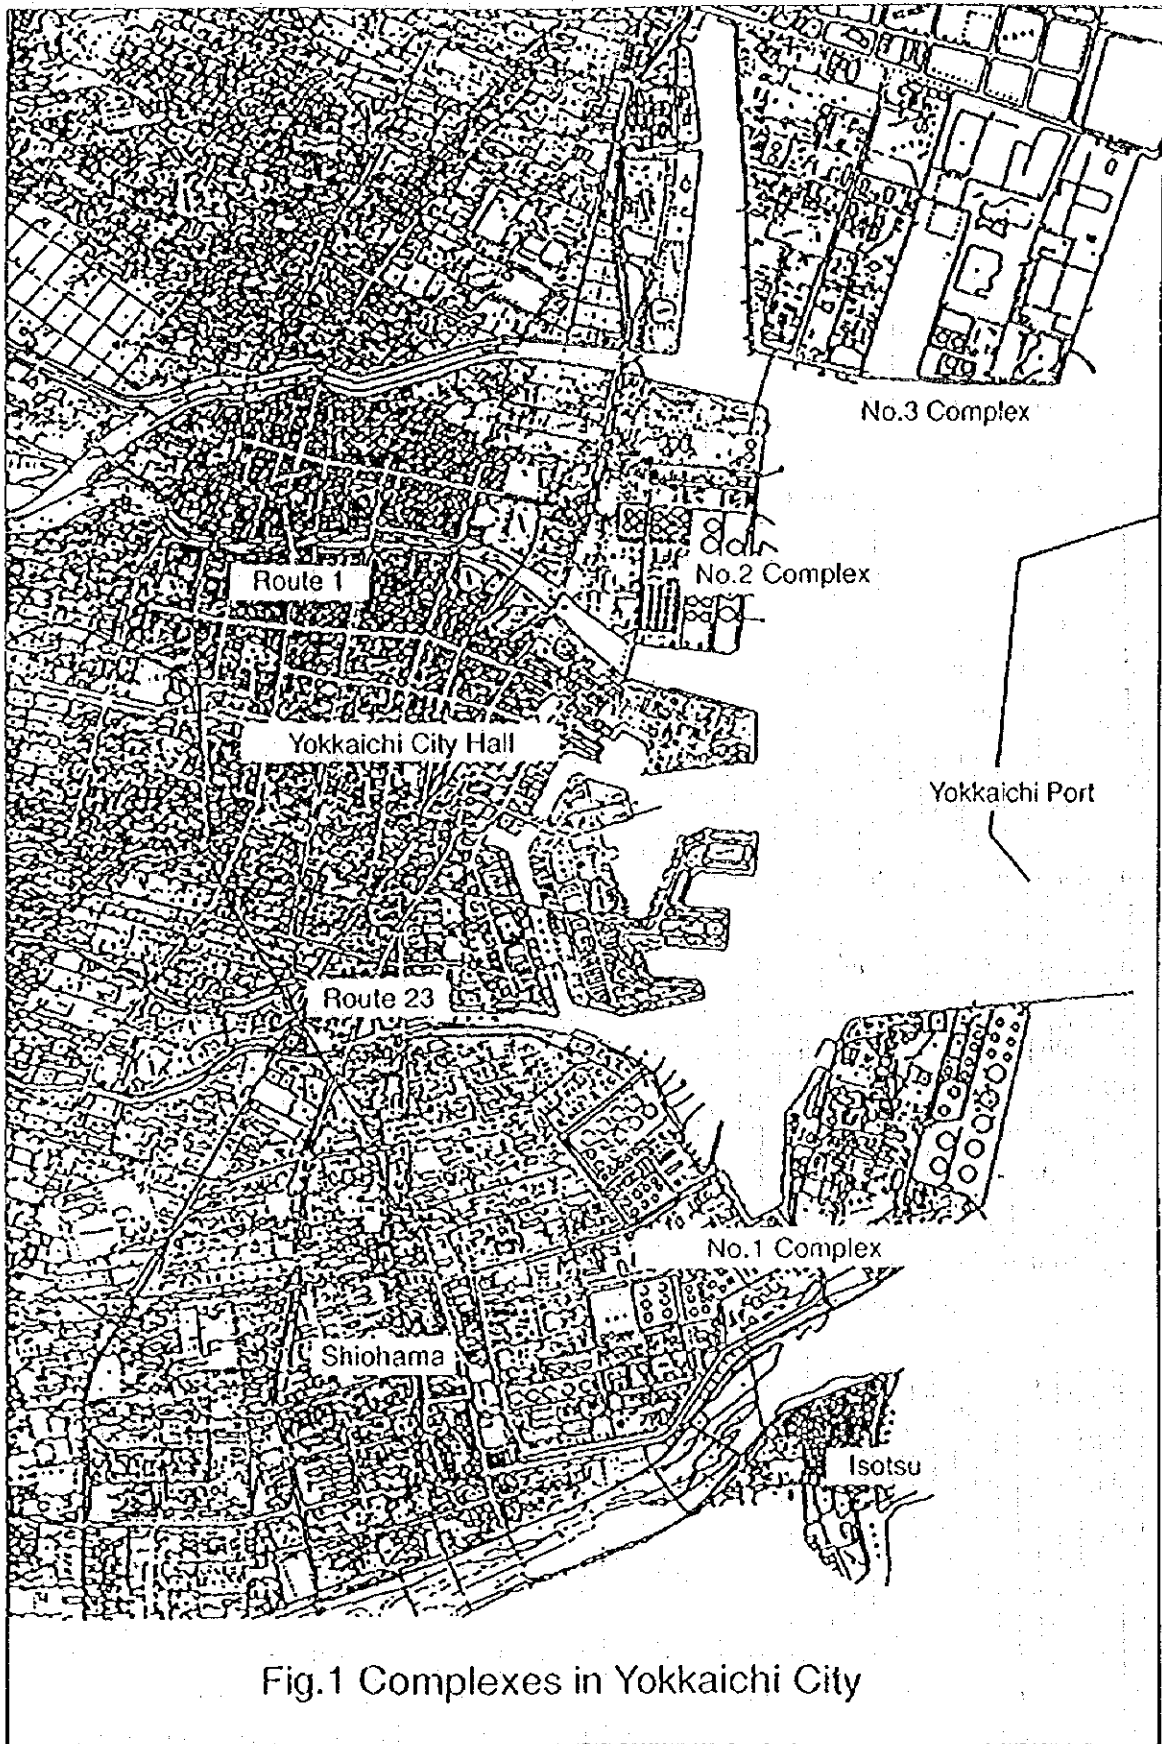 No.3 Complex
No.2 Complex
Route 1
Yokkaichi City Hall
Yokkaichi Port
Route 23
No.1 Complex
Shiohama
Isotsu
Fig.1 Complexes in Yokkaichi City